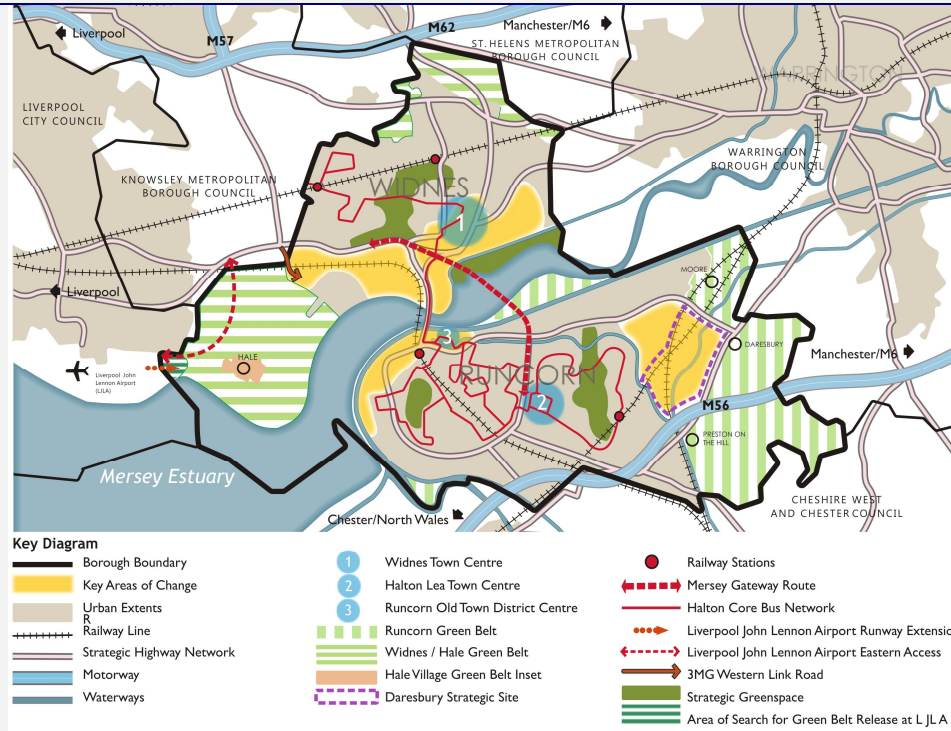 Liverpool
M57
M62
Manchester/M6
ST. HELENS METROPOLITAN
BOROUGH COUNCIL
WARRINGTON
LIVERPOOL
CITY COUNCIL
KNOWSLEY METROPOLITAN
BOROUGH COUNCIL
WARRINGTON
BOROUGH COUNCIL
WIDNES
1
MOORE
Liverpool
3
DARESBURY
Manchester/M6
HALE
Liverpool John
Lennon Airport
(LJLA)
RUNCORN
2
M56
PRESTON ON
THE HILL
Mersey Estuary
CHESHIRE WEST
AND CHESTER COUNCIL
Chester/North Wales
Key Diagram
Borough Boundary
Key Areas of Change
Urban Extents
R
Railway Line
Strategic Highway Network
Motorway
Waterways
1 Widnes Town Centre
2 Halton Lea Town Centre
3 Runcorn Old Town District Centre
Runcorn Green Belt
Widnes / Hale Green Belt
Hale Village Green Belt Inset
Daresbury Strategic Site
Railway Stations
Mersey Gateway Route
Halton Core Bus Network
Liverpool John Lennon Airport Runway Extensio
Liverpool John Lennon Airport Eastern Access
3MG Western Link Road
Strategic Greenspace
Area of Search for Green Belt Release at L JL A